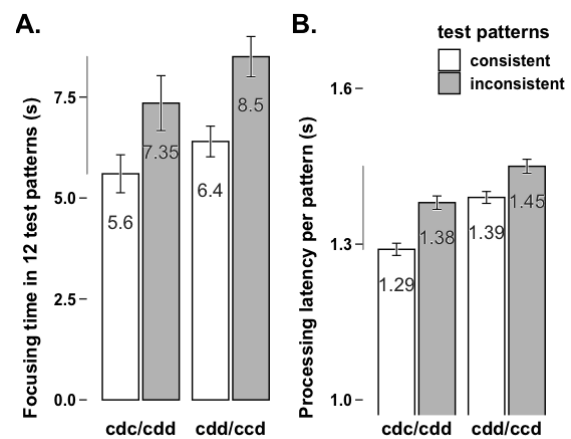 A.
Focusing time in 12 test patterns (s)
7.5
5.0
2.5
0.0
5.6
7.35
6.4
8.5
cdc/cdd
cdd/ccd
B.
test patterns
consistent
inconsistent
Processing latency per pattern (s)
1.6
1.3
1.0
1.29
1.38
1.39
1.45
cdc/cdd
cdd/ccd